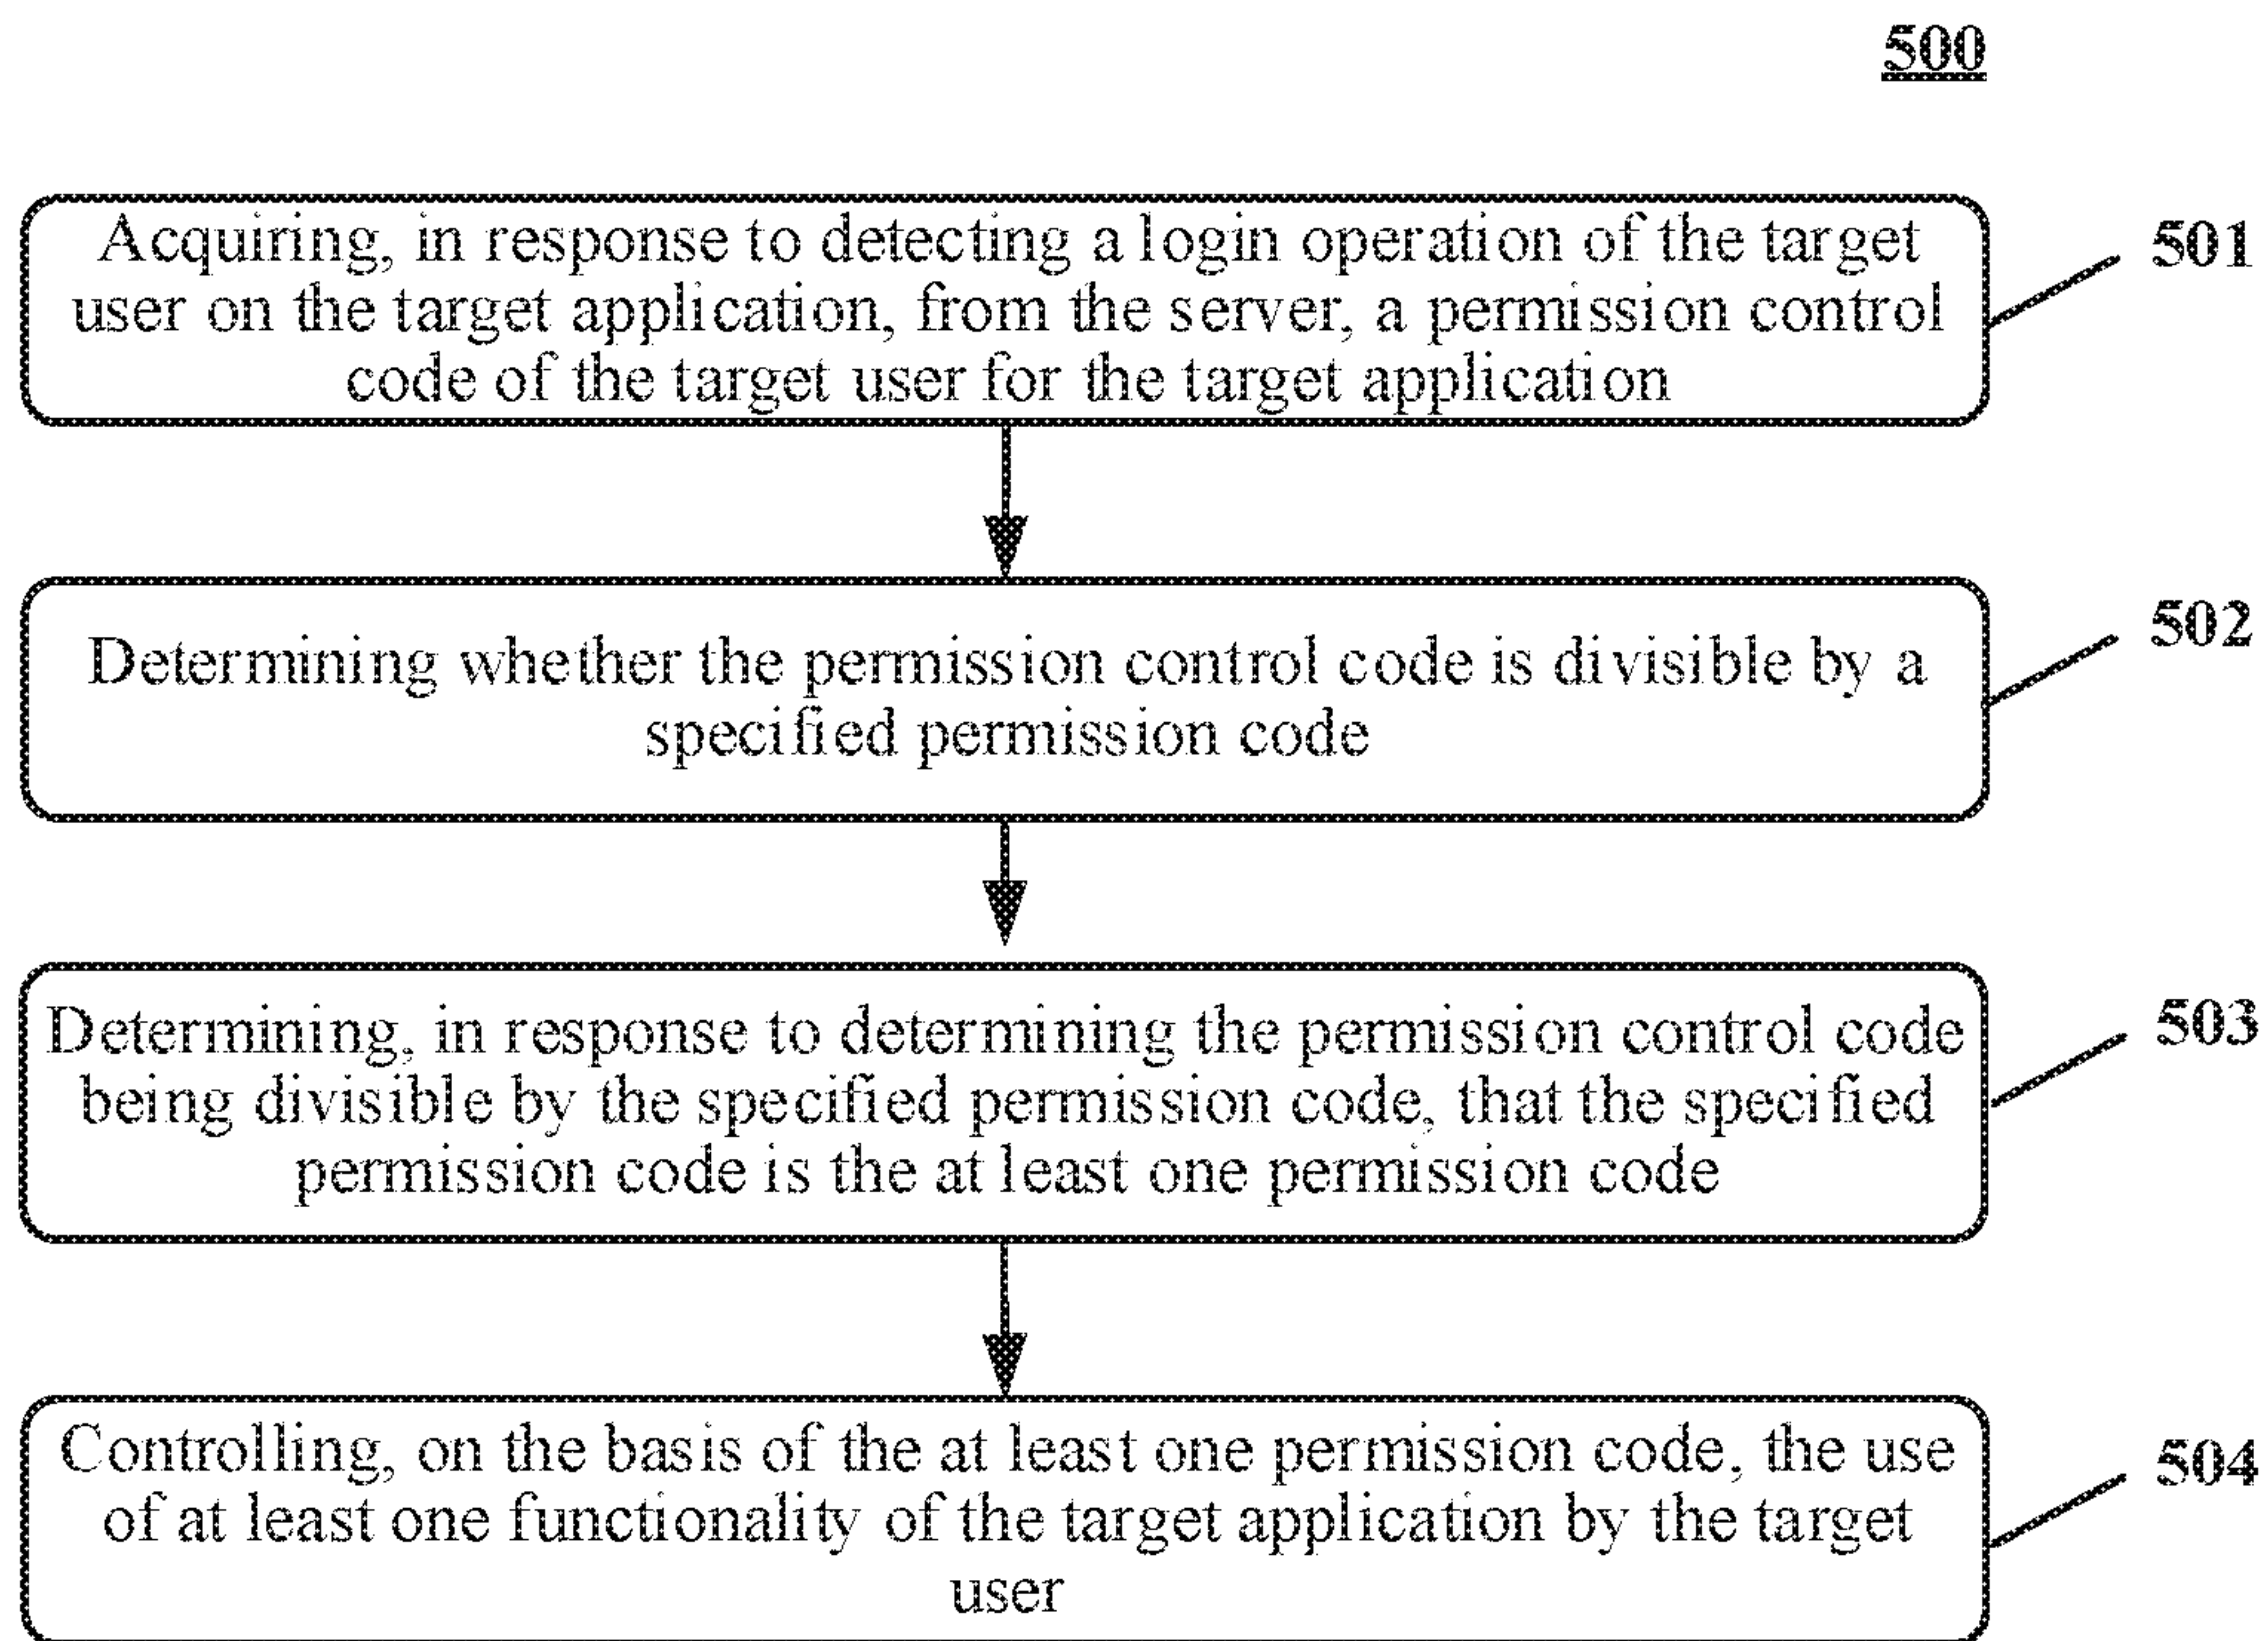 500
Acquiring, in response to detecting a login operation of the target
user on the target application, from the server, a permission control
code of the target user for the target application
501
Determining whether the permission control code is divisible by a
specified permission code
502
Determining, in response to determining the permission control code
being divisible by the specified permission code, that the specified
permission code is the at least one permission code
503
Controlling, on the basis of the at least one permission code, the use
of at least one functionality of the target application by the target
user
504